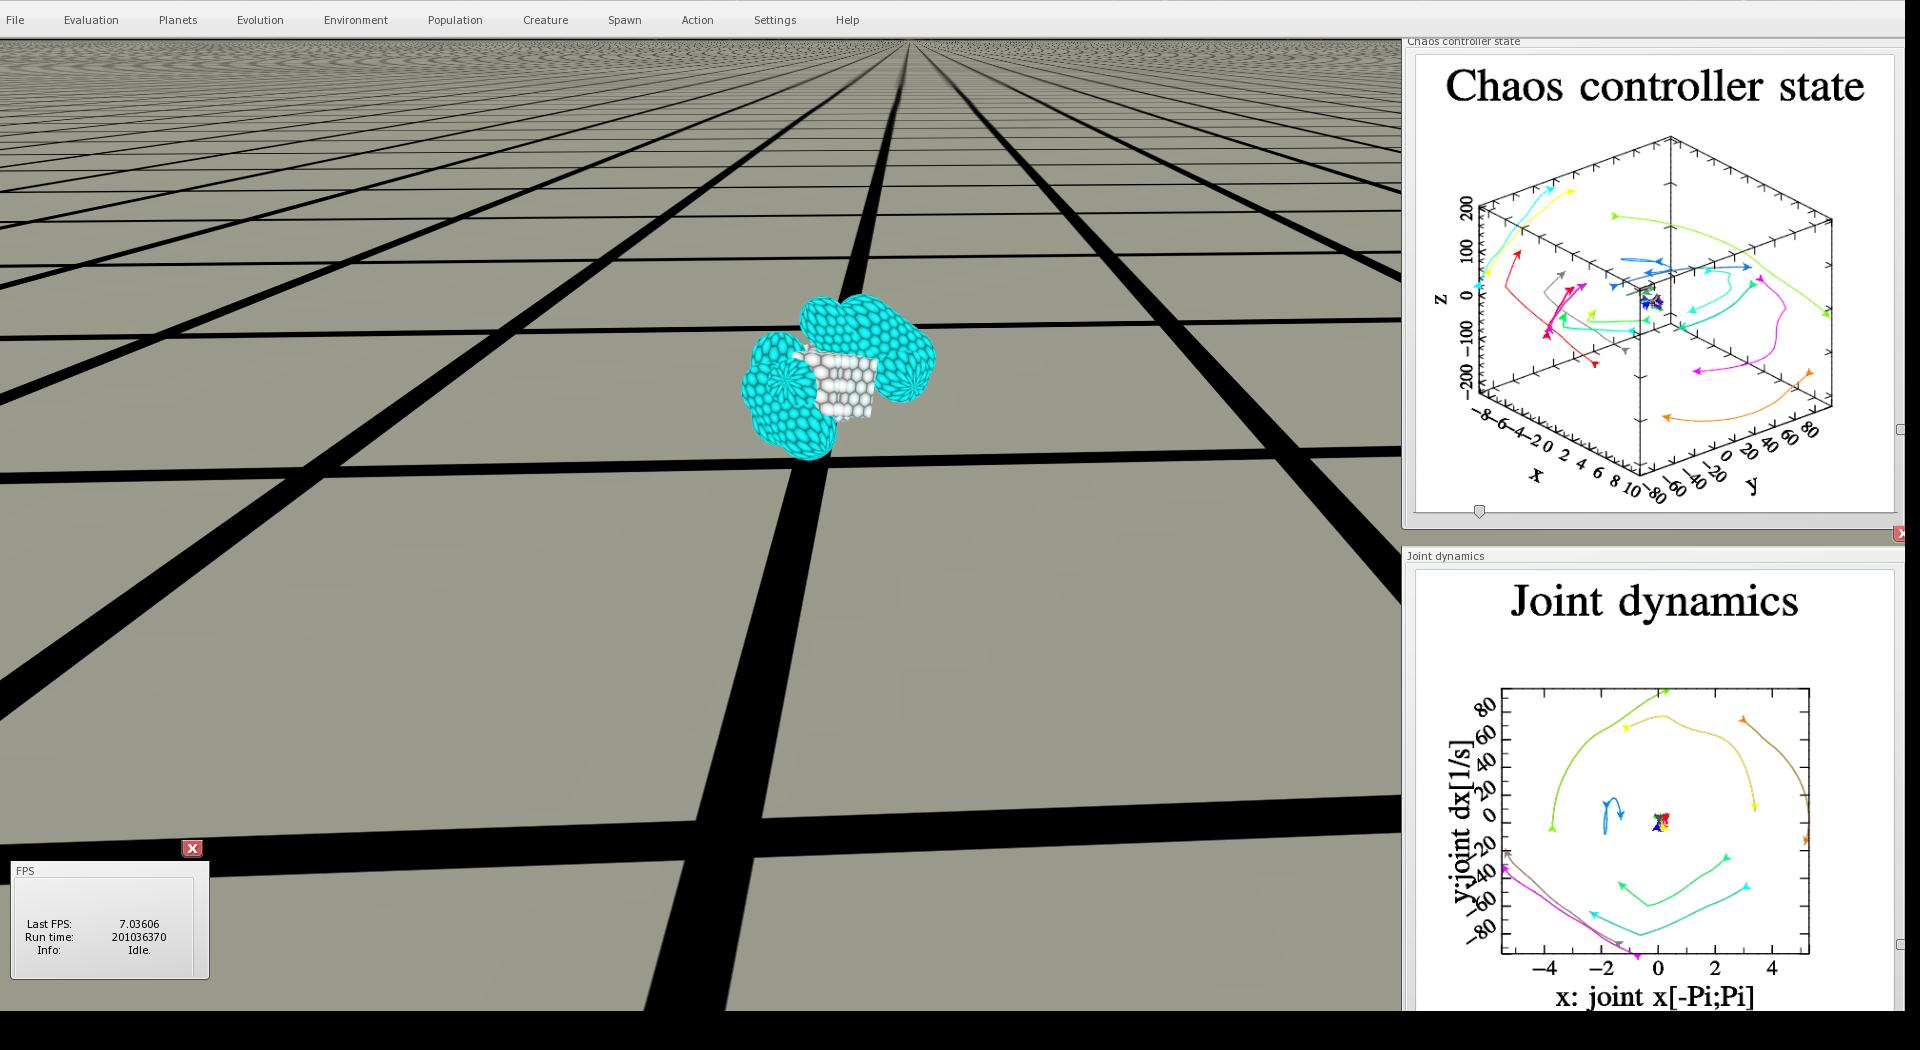 File Evaluation Planets Evolution Environment Population Creature Spawn Action Settings Help
Chaos controller state
Chaos controller state
200
100
0
−100
−200
z
−8 −6 −4 −2 0 2 4 6 8 10
x
−80 −60 −40 −20 0 20 40 60 80
y
x
Joint dynamics
Joint dynamics
80
60
40
20
0
−20
−40
−60
−80
y:joint dx[1/s]
−4 −2 0 2 4
x: joint x[-Pi;Pi]
x
FPS
Last FPS: 7.03606
Run time: 201036370
Info: Idle.